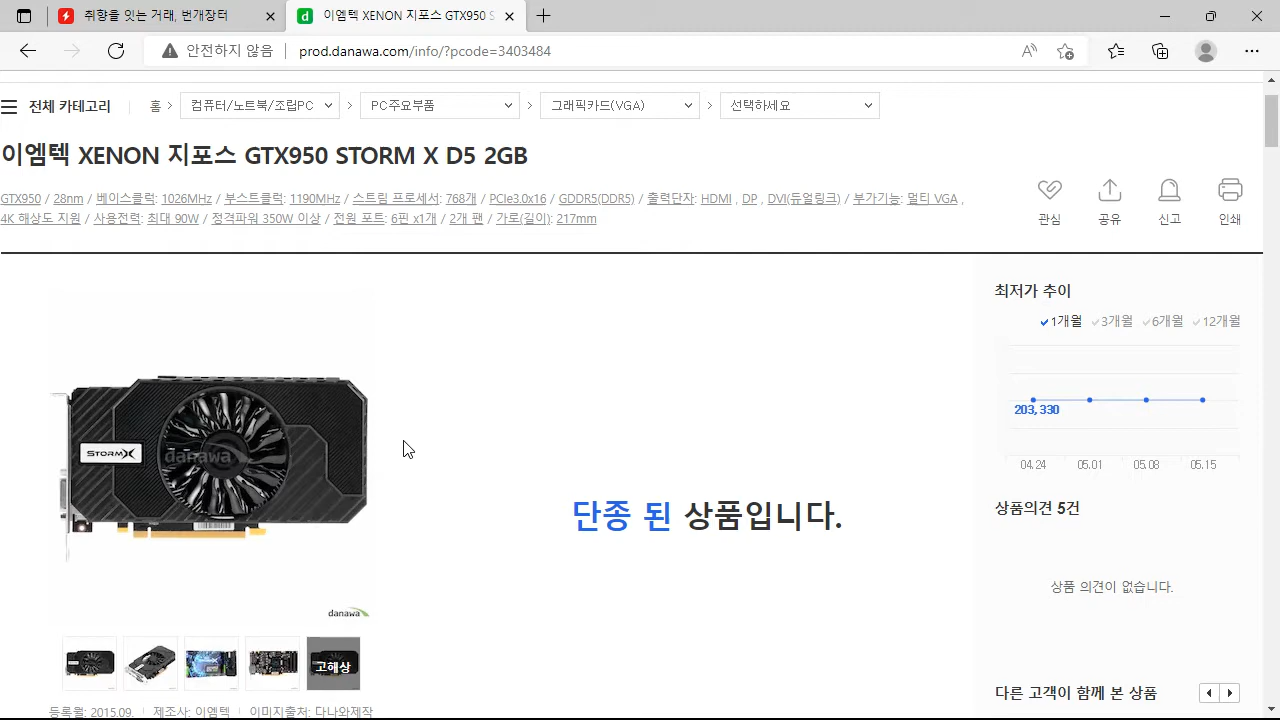 취향을 잇는 거래, 번개장터
이엠텍 XENON 지포스 GTX950 S
안전하지 않음 prod.danawa.com/info/?pcode=3403484
전체 카테고리 홈 컴퓨터/노트북/조립PC PC주요부품 그래픽카드(VGA) 선택하세요
이엠텍 XENON 지포스 GTX950 STORM X D5 2GB
GTX950 / 28nm / 베이스클럭: 1026MHz / 부스트클럭: 1190MHz / 스트림 프로세서: 768개 / PCIe3.0x16 / GDDR5(DDR5) / 출력단자: HDMI , DP , DVI(듀얼링크) / 부가기능: 멀티 VGA ,
4K 해상도 지원 / 사용전력: 최대 90W / 정격파워 350W 이상 / 전원 포트: 6핀 x1개 / 2개 팬 / 가로(길이): 217mm
관심 공유 신고 인쇄
최저가 추이
1개월 3개월 6개월 12개월
203,330
04.24 05.01 05.08 05.15
STORMX
danawa
단종 된 상품입니다.
상품의견 5건
상품 의견이 없습니다.
danawa
고해상
다른 고객이 함께 본 상품
등록월: 2015.09. 제조사: 이엠텍 이미지출처: 다나와제작